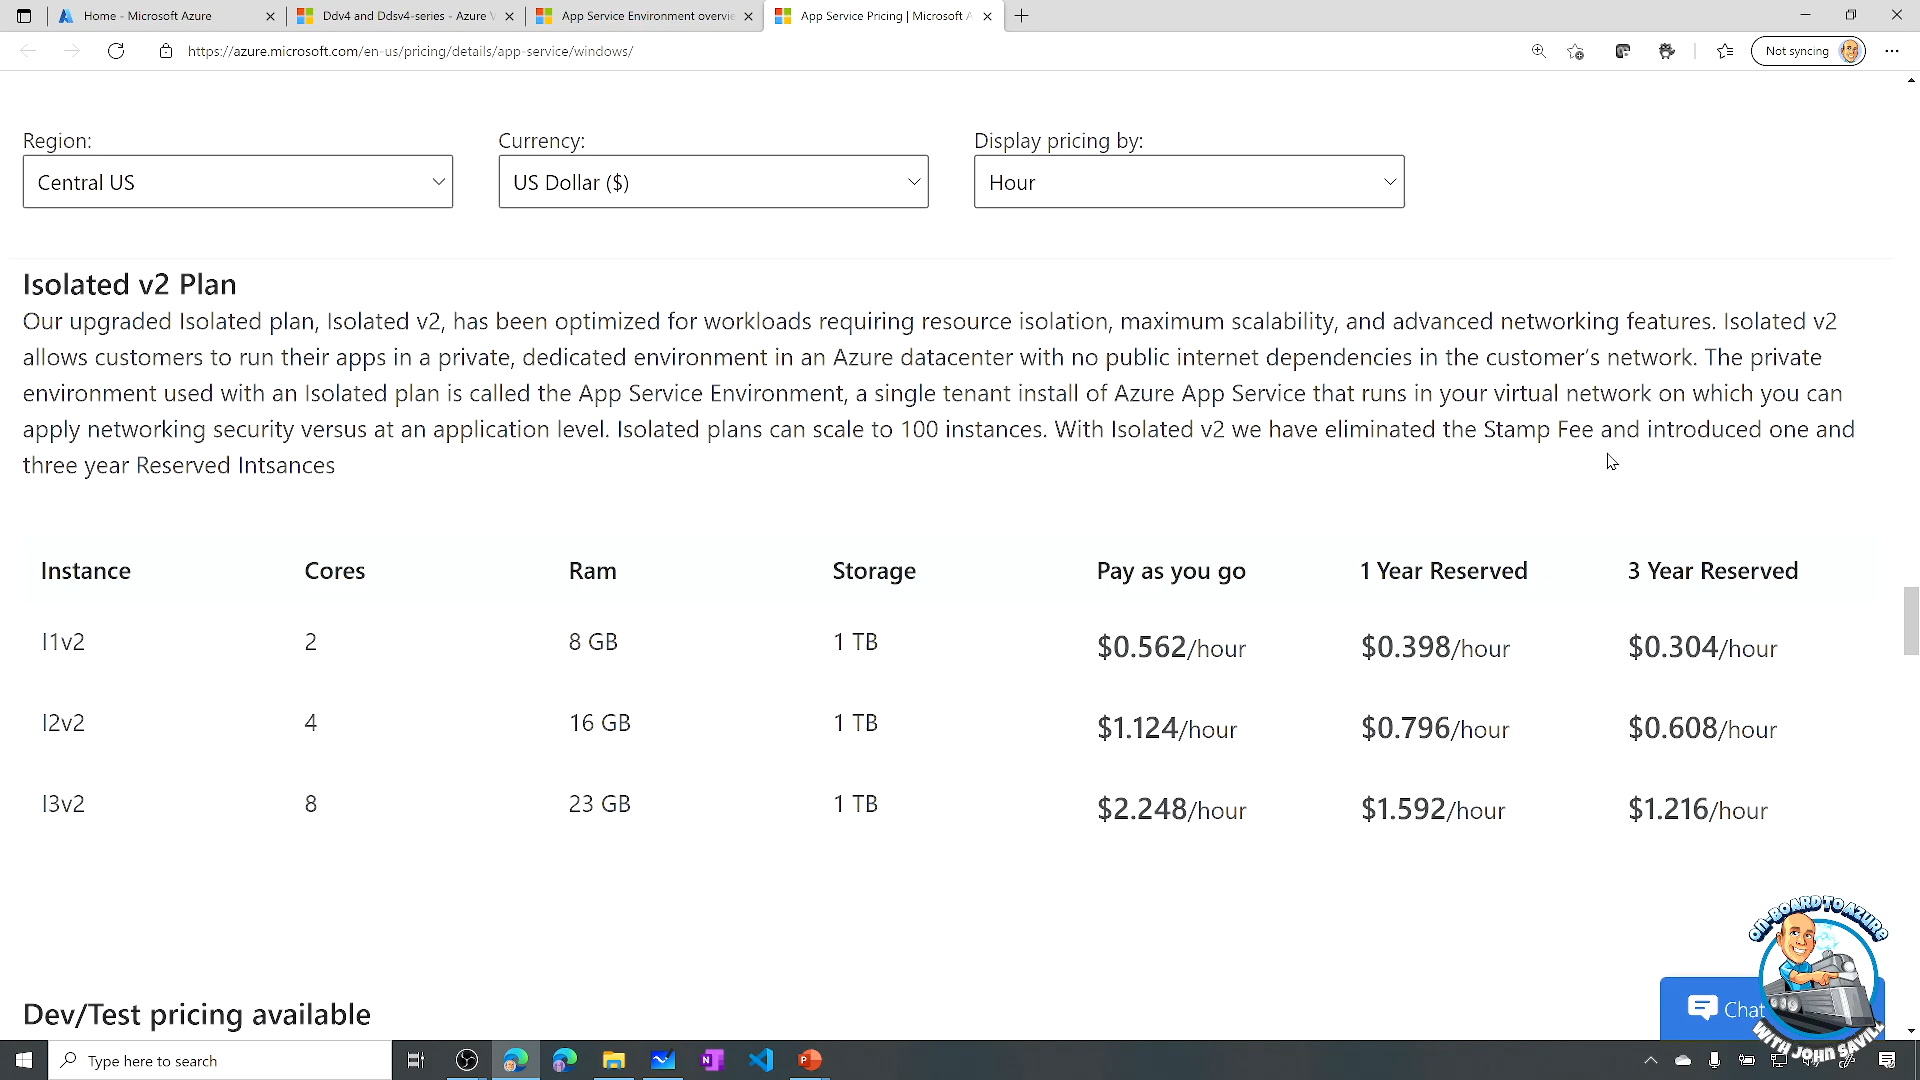 Home - Microsoft Azure
Ddv4 and Ddsv4-series - Azure V
App Service Environment overvie
App Service Pricing | Microsoft A
https://azure.microsoft.com/en-us/pricing/details/app-service/windows/
Not syncing
Region:
Currency:
Display pricing by:
Central US
US Dollar ($)
Hour
Isolated v2 Plan
Our upgraded Isolated plan, Isolated v2, has been optimized for workloads requiring resource isolation, maximum scalability, and advanced networking features. Isolated v2
allows customers to run their apps in a private, dedicated environment in an Azure datacenter with no public internet dependencies in the customer's network. The private
environment used with an Isolated plan is called the App Service Environment, a single tenant install of Azure App Service that runs in your virtual network on which you can
apply networking security versus at an application level. Isolated plans can scale to 100 instances. With Isolated v2 we have eliminated the Stamp Fee and introduced one and
three year Reserved Intsances
Instance Cores Ram Storage Pay as you go 1 Year Reserved 3 Year Reserved
I1v2 2 8 GB 1 TB $0.562/hour $0.398/hour $0.304/hour
I2v2 4 16 GB 1 TB $1.124/hour $0.796/hour $0.608/hour
I3v2 8 23 GB 1 TB $2.248/hour $1.592/hour $1.216/hour
ON-BOARD TO AZURE
Chat
WITH JOHN SAVILL
Dev/Test pricing available
Type here to search